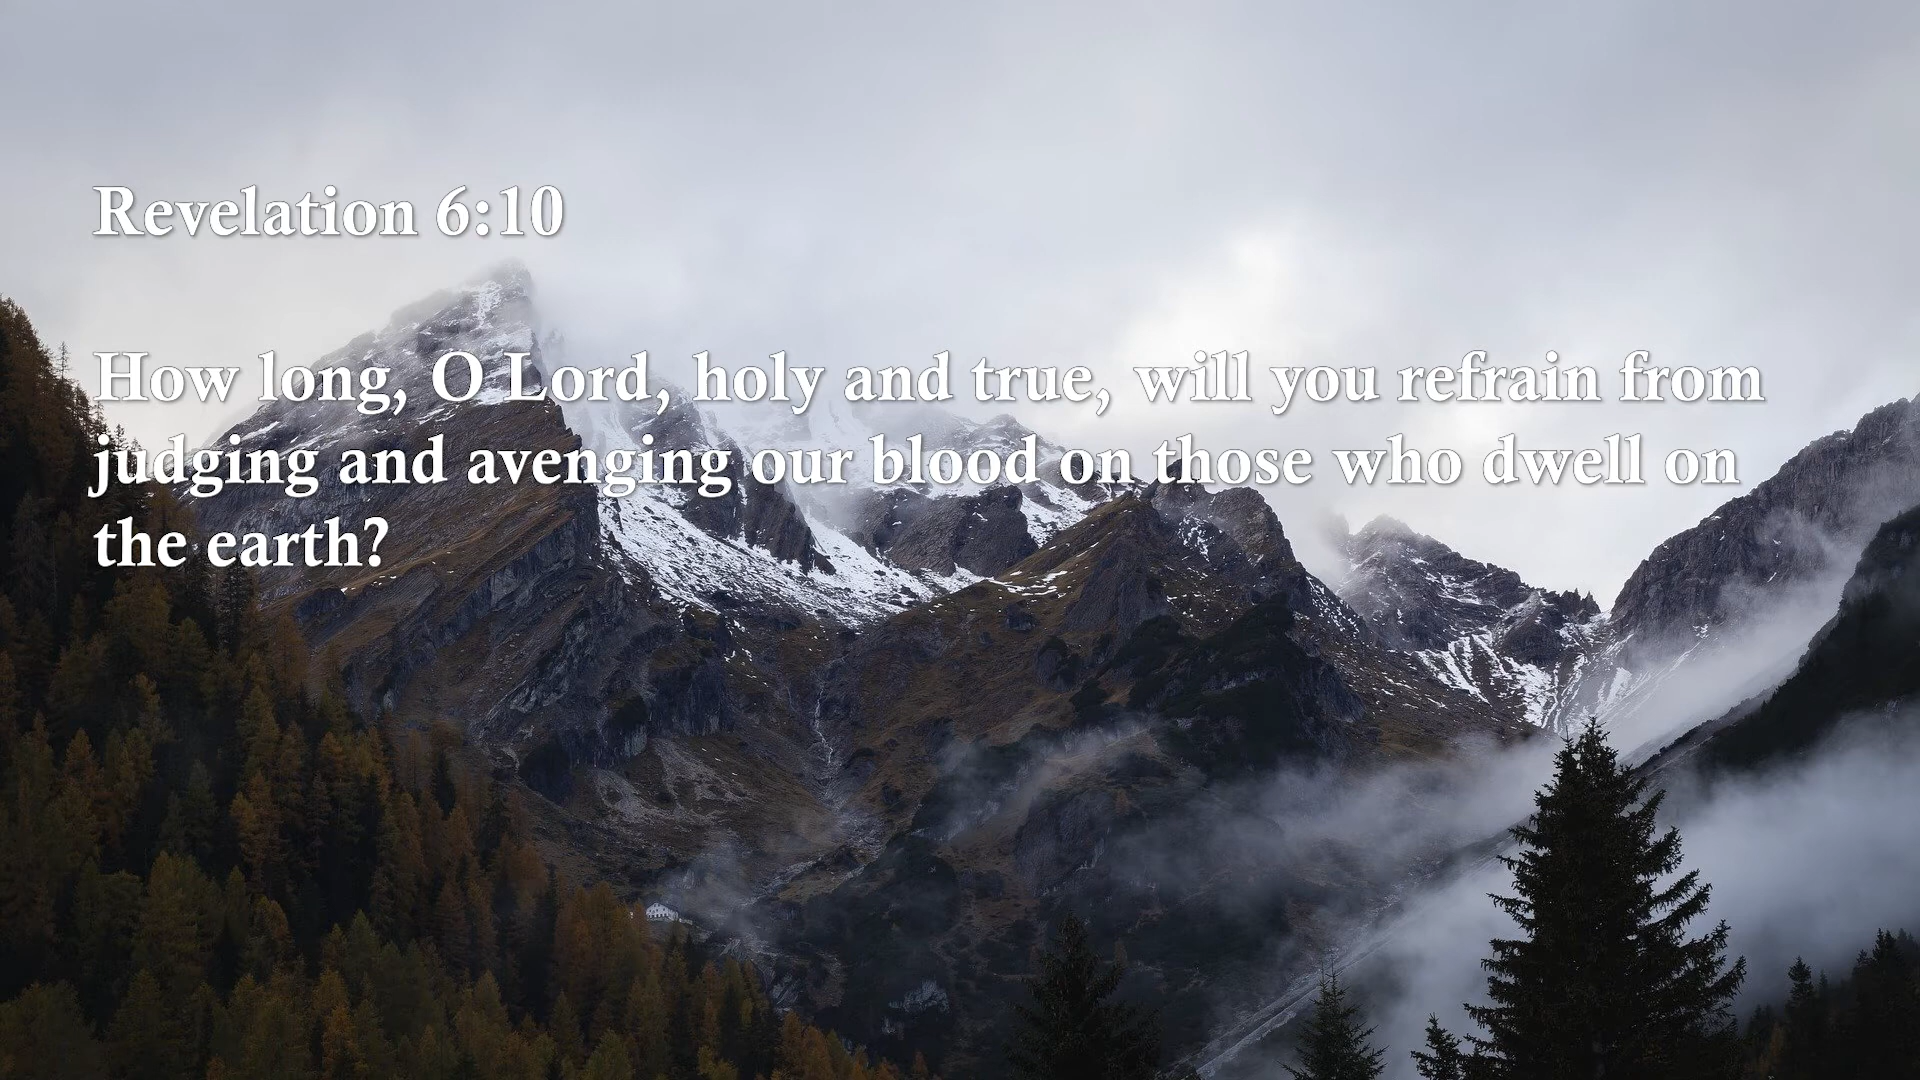 Revelation 6:10
How long, O Lord, holy and true, will you refrain from
judging and avenging our blood on those who dwell on
the earth?